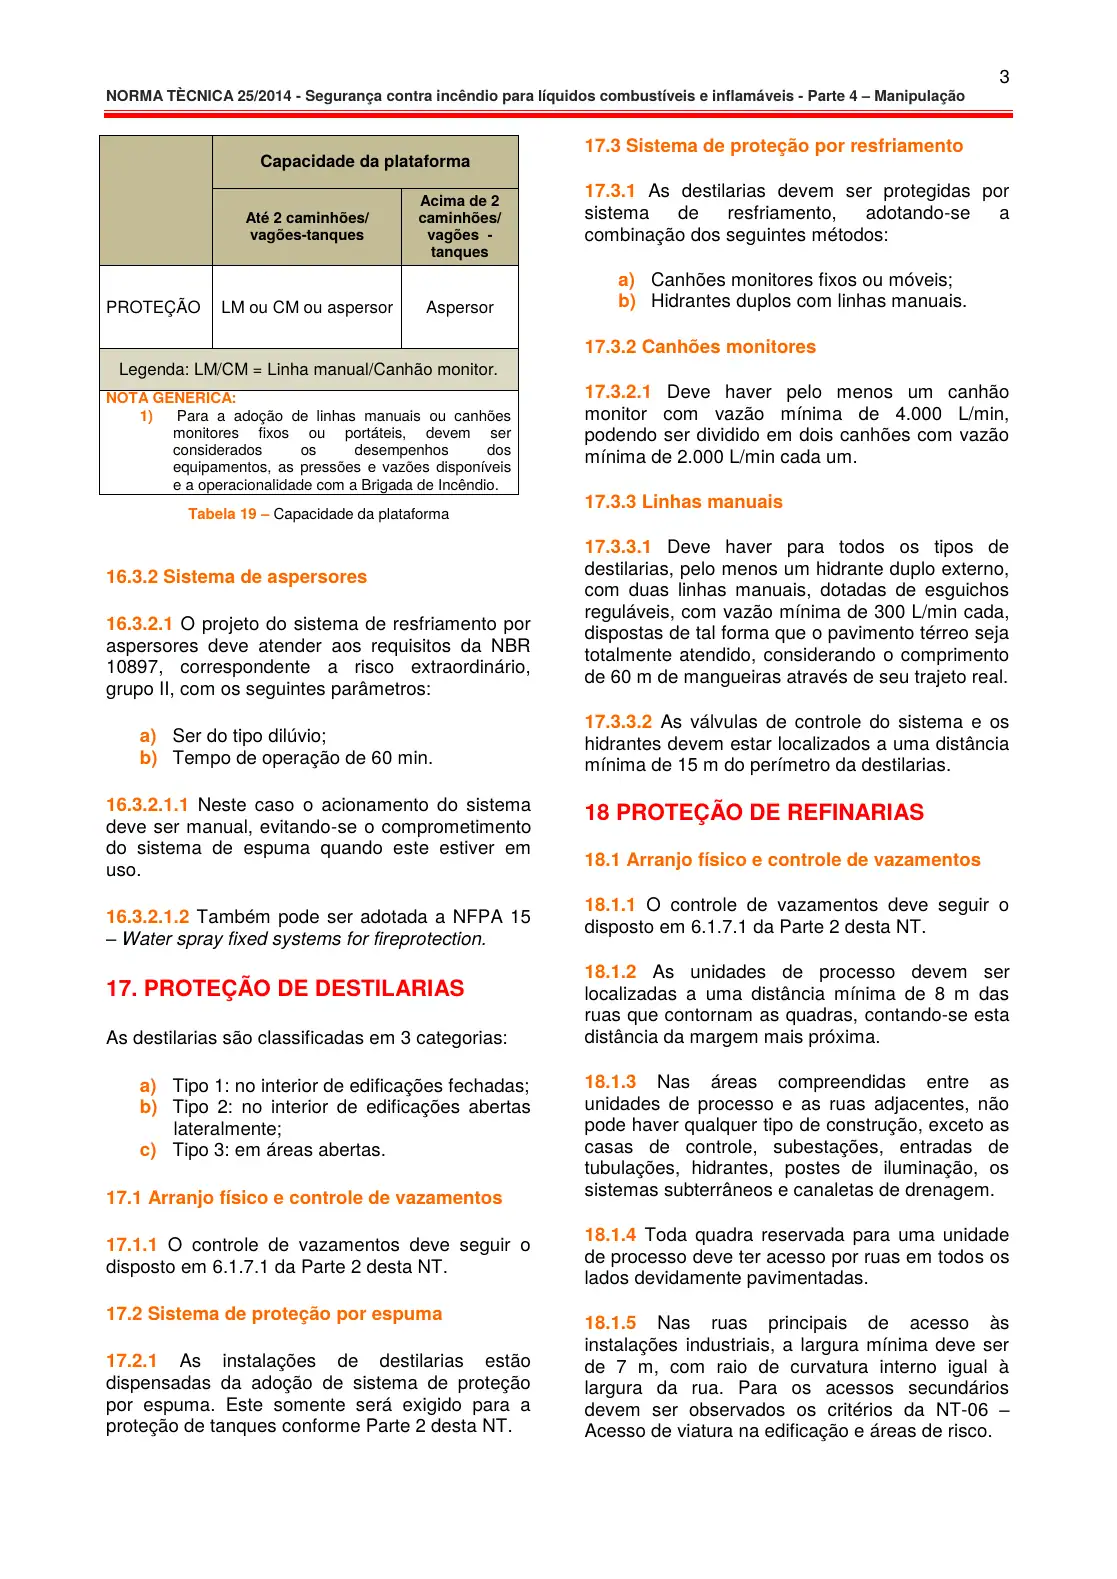 3
NORMA TÈCNICA 25/2014 - Segurança contra incêndio para líquidos combustíveis e inflamáveis - Parte 4 – Manipulação
Capacidade da plataforma
Até 2 caminhões/
vagões-tanques
Acima de 2
caminhões/
vagões -
tanques
PROTEÇÃO
LM ou CM ou aspersor
Aspersor
Legenda: LM/CM = Linha manual/Canhão monitor.
NOTA GENERICA:
1) Para a adoção de linhas manuais ou canhões
monitores fixos ou portáteis, devem ser
considerados os desempenhos dos
equipamentos, as pressões e vazões disponíveis
e a operacionalidade com a Brigada de Incêndio.
Tabela 19 – Capacidade da plataforma
16.3.2 Sistema de aspersores
16.3.2.1 O projeto do sistema de resfriamento por
aspersores deve atender aos requisitos da NBR
10897, correspondente a risco extraordinário,
grupo II, com os seguintes parâmetros:
a) Ser do tipo dilúvio;
b) Tempo de operação de 60 min.
16.3.2.1.1 Neste caso o acionamento do sistema
deve ser manual, evitando-se o comprometimento
do sistema de espuma quando este estiver em
uso.
16.3.2.1.2 Também pode ser adotada a NFPA 15
– Water spray fixed systems for fireprotection.
17. PROTEÇÃO DE DESTILARIAS
As destilarias são classificadas em 3 categorias:
a) Tipo 1: no interior de edificações fechadas;
b) Tipo 2: no interior de edificações abertas
lateralmente;
c) Tipo 3: em áreas abertas.
17.1 Arranjo físico e controle de vazamentos
17.1.1 O controle de vazamentos deve seguir o
disposto em 6.1.7.1 da Parte 2 desta NT.
17.2 Sistema de proteção por espuma
17.2.1 As instalações de destilarias estão
dispensadas da adoção de sistema de proteção
por espuma. Este somente será exigido para a
proteção de tanques conforme Parte 2 desta NT.
17.3 Sistema de proteção por resfriamento
17.3.1 As destilarias devem ser protegidas por
sistema de resfriamento, adotando-se a
combinação dos seguintes métodos:
a) Canhões monitores fixos ou móveis;
b) Hidrantes duplos com linhas manuais.
17.3.2 Canhões monitores
17.3.2.1 Deve haver pelo menos um canhão
monitor com vazão mínima de 4.000 L/min,
podendo ser dividido em dois canhões com vazão
mínima de 2.000 L/min cada um.
17.3.3 Linhas manuais
17.3.3.1 Deve haver para todos os tipos de
destilarias, pelo menos um hidrante duplo externo,
com duas linhas manuais, dotadas de esguichos
reguláveis, com vazão mínima de 300 L/min cada,
dispostas de tal forma que o pavimento térreo seja
totalmente atendido, considerando o comprimento
de 60 m de mangueiras através de seu trajeto real.
17.3.3.2 As válvulas de controle do sistema e os
hidrantes devem estar localizados a uma distância
mínima de 15 m do perímetro da destilarias.
18 PROTEÇÃO DE REFINARIAS
18.1 Arranjo físico e controle de vazamentos
18.1.1 O controle de vazamentos deve seguir o
disposto em 6.1.7.1 da Parte 2 desta NT.
18.1.2 As unidades de processo devem ser
localizadas a uma distância mínima de 8 m das
ruas que contornam as quadras, contando-se esta
distância da margem mais próxima.
18.1.3 Nas áreas compreendidas entre as
unidades de processo e as ruas adjacentes, não
pode haver qualquer tipo de construção, exceto as
casas de controle, subestações, entradas de
tubulações, hidrantes, postes de iluminação, os
sistemas subterrâneos e canaletas de drenagem.
18.1.4 Toda quadra reservada para uma unidade
de processo deve ter acesso por ruas em todos os
lados devidamente pavimentadas.
18.1.5 Nas ruas principais de acesso às
instalações industriais, a largura mínima deve ser
de 7 m, com raio de curvatura interno igual à
largura da rua. Para os acessos secundários
devem ser observados os critérios da NT-06 –
Acesso de viatura na edificação e áreas de risco.